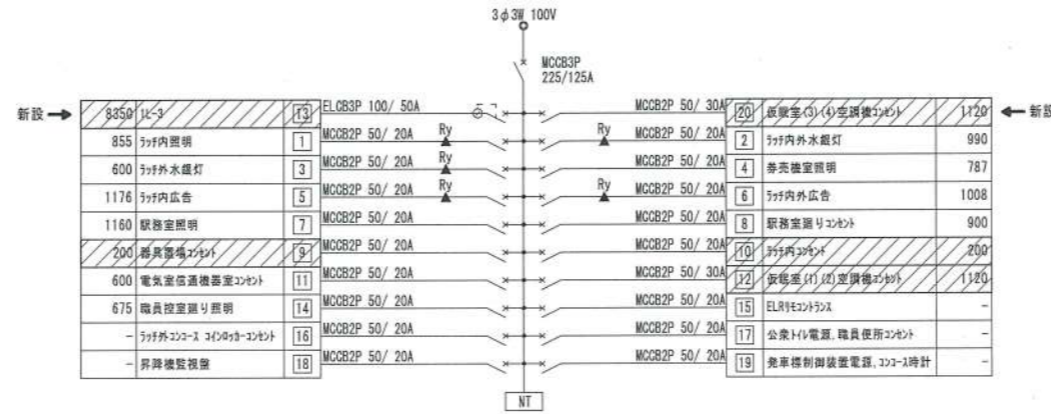 3φ3W 100V
MCCB3P
225/125A
新設
8350 1L-3 13 ELCB3P 100/ 50A
MCCB2P 50/ 30A 20 仮眠室(3)(4)空調機コンセント 1120
新設
855 ラッチ内照明 1 MCCB2P 50/ 20A Ry
Ry MCCB2P 50/ 20A 2 ラッチ内外水銀灯 990
600 ラッチ外水銀灯 3 MCCB2P 50/ 20A Ry
MCCB2P 50/ 20A 4 券売機室照明 787
1176 ラッチ内広告 5 MCCB2P 50/ 20A Ry
Ry MCCB2P 50/ 20A 6 ラッチ内外広告 1008
1160 駅務室照明 7 MCCB2P 50/ 20A
MCCB2P 50/ 20A 8 駅務室廻りコンセント 900
200 器具置場コンセント 9 MCCB2P 50/ 20A
MCCB2P 50/ 20A 10 ラッチ内コンセント 200
600 電気室信通機器室コンセント 11 MCCB2P 50/ 20A
MCCB2P 50/ 30A 12 仮眠室(1)(2)空調機コンセント 1120
675 職員控室廻り照明 14 MCCB2P 50/ 20A
MCCB2P 50/ 20A 15 ELRリモコントランス -
- ラッチ外コンコース コインロッカーコンセント 16 MCCB2P 50/ 20A
MCCB2P 50/ 20A 17 公衆トイレ電源, 職員便所コンセント -
- 昇降機監視盤 18 MCCB2P 50/ 20A
MCCB2P 50/ 20A 19 発車標制御装置電源, コンコース時計 -
NT